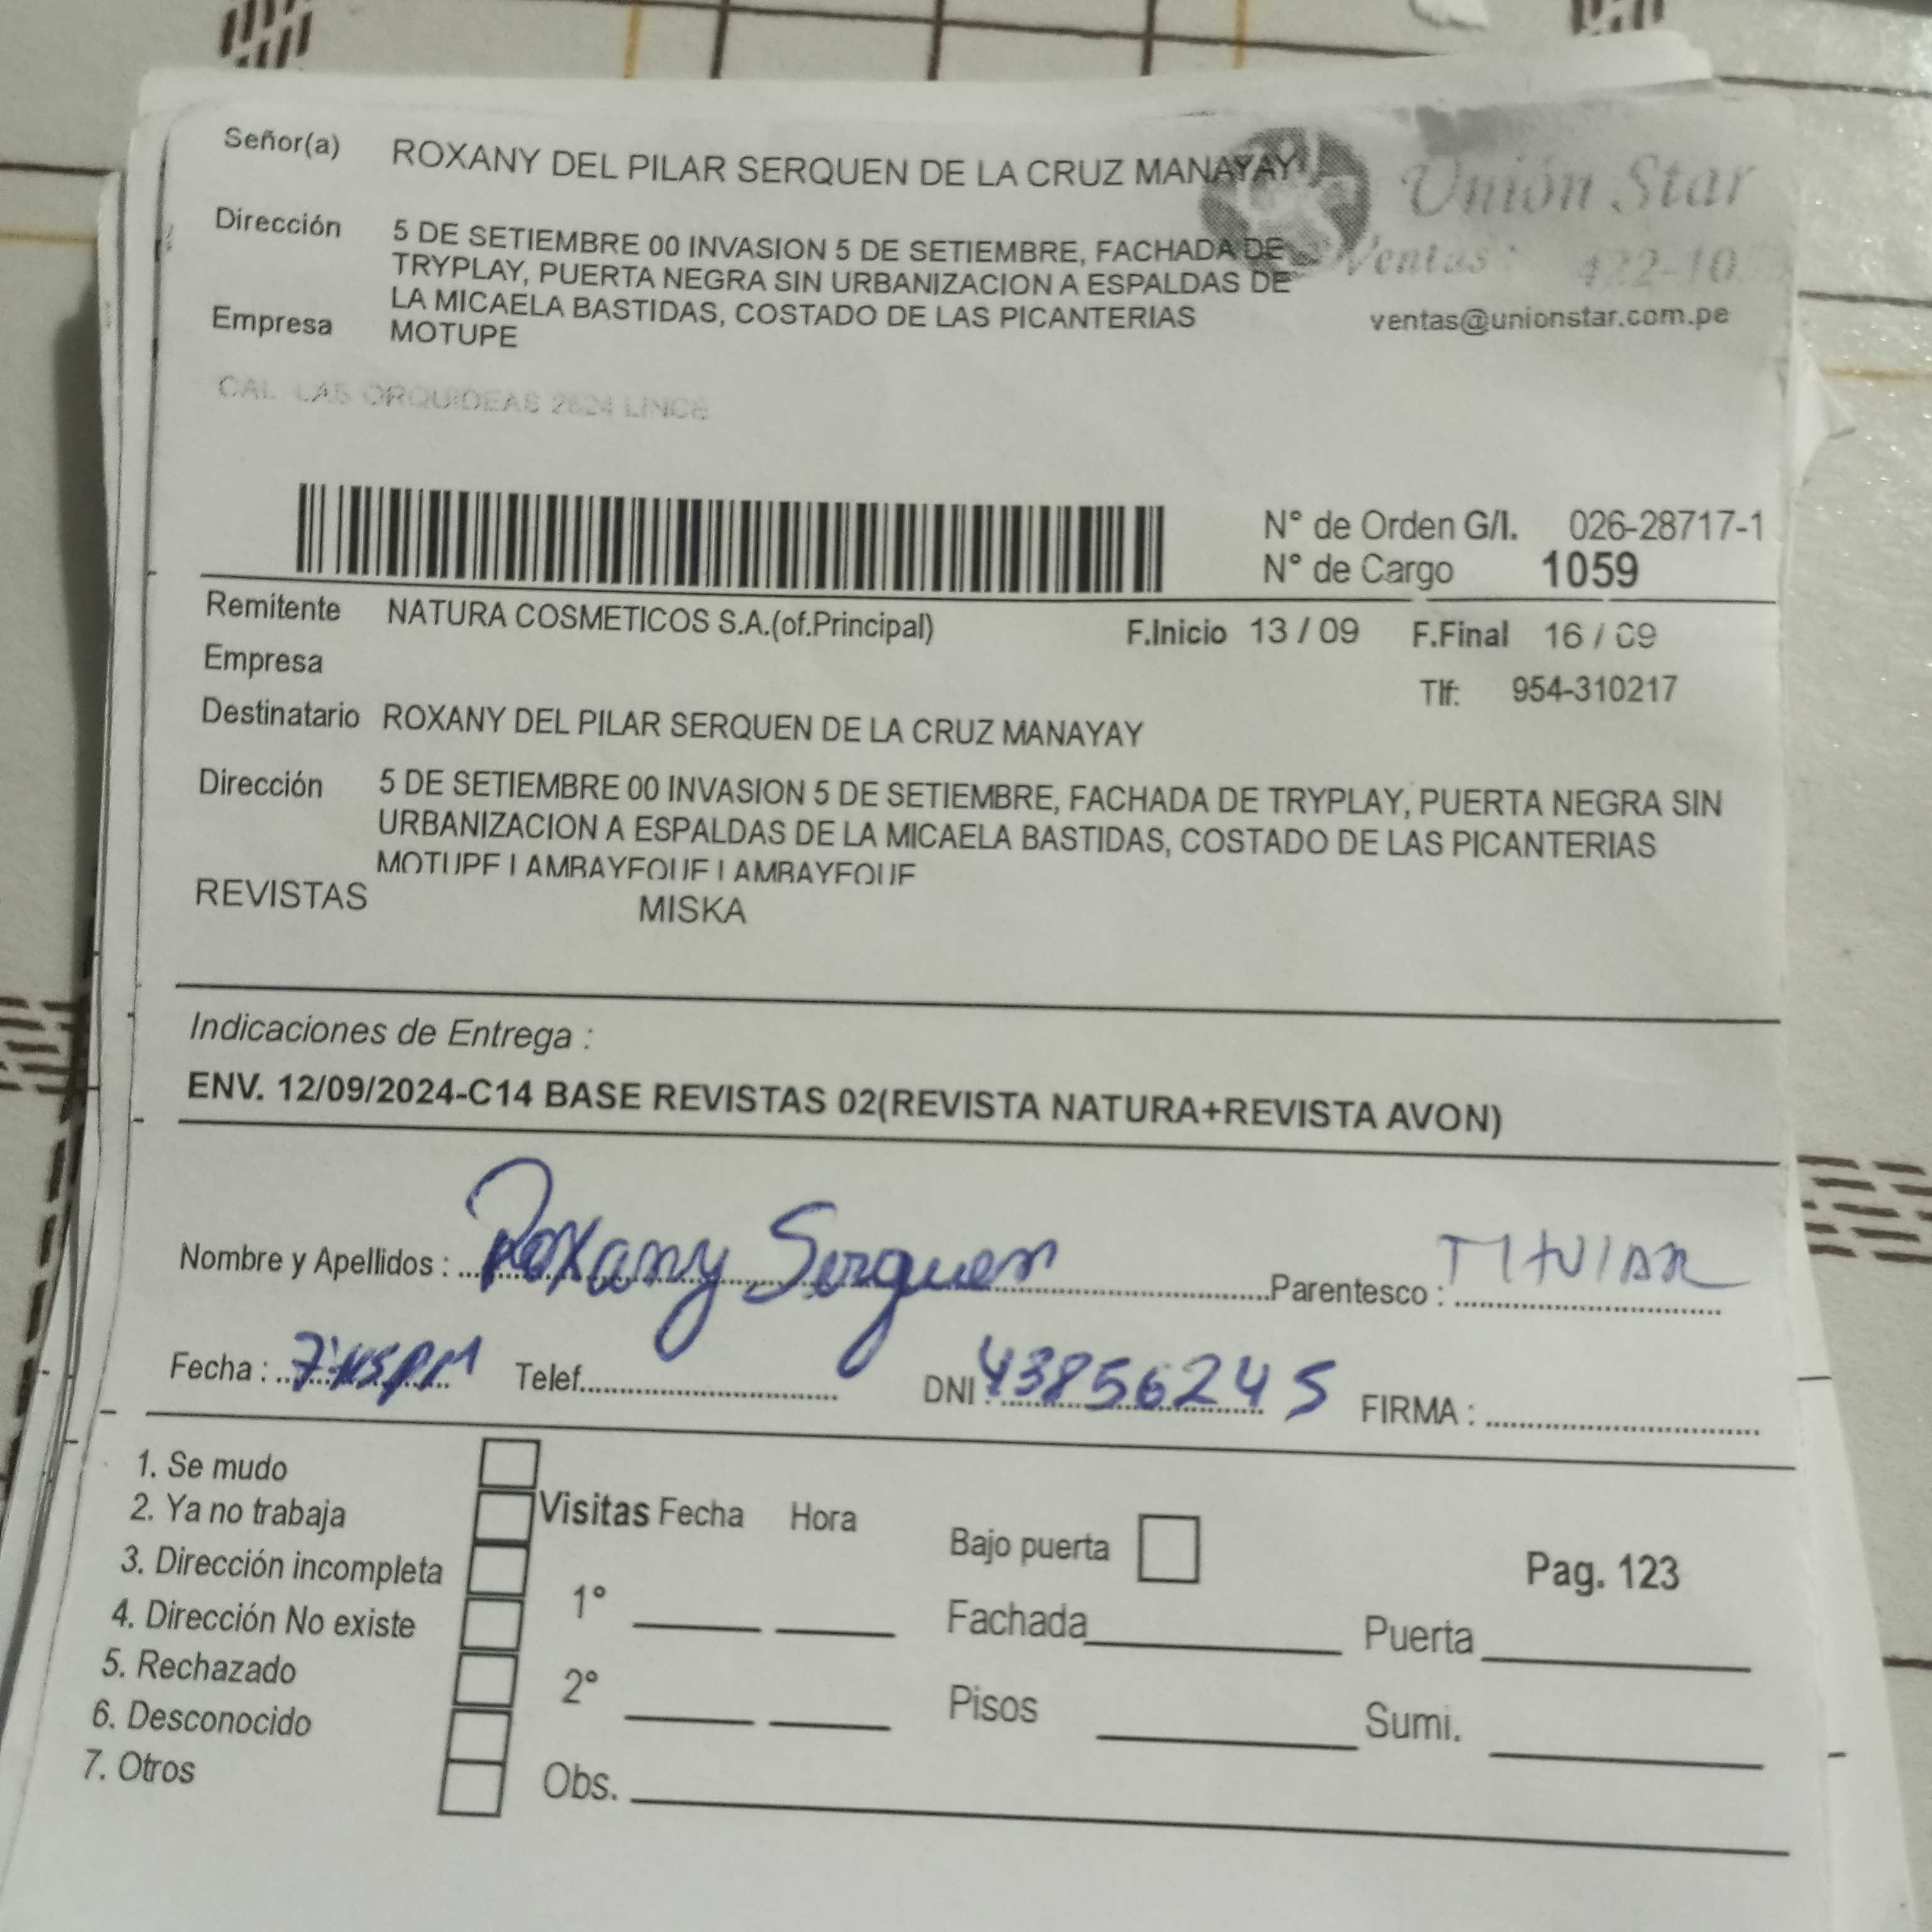 Señor(a) ROXANY DEL PILAR SERQUEN DE LA CRUZ MANAYAY
Unión Star
Dirección 5 DE SETIEMBRE 00 INVASION 5 DE SETIEMBRE, FACHADA DE
TRYPLAY, PUERTA NEGRA SIN URBANIZACION A ESPALDAS DE
LA MICAELA BASTIDAS, COSTADO DE LAS PICANTERIAS
Empresa MOTUPE
Ventas: 422-10
ventas@unionstar.com.pe
CAL LAS ORQUIDEAS 2624 LINCE
N° de Orden G/I. 026-28717-1
N° de Cargo 1059
Remitente NATURA COSMETICOS S.A.(of.Principal) F.Inicio 13 / 09 F.Final 16 / 09
Empresa
Tlf: 954-310217
Destinatario ROXANY DEL PILAR SERQUEN DE LA CRUZ MANAYAY
Dirección 5 DE SETIEMBRE 00 INVASION 5 DE SETIEMBRE, FACHADA DE TRYPLAY, PUERTA NEGRA SIN
URBANIZACION A ESPALDAS DE LA MICAELA BASTIDAS, COSTADO DE LAS PICANTERIAS
MOTUPE LAMBAYEQUE LAMBAYEQUE
REVISTAS MISKA
Indicaciones de Entrega :
ENV. 12/09/2024-C14 BASE REVISTAS 02(REVISTA NATURA+REVISTA AVON)
Nombre y Apellidos : Roxany Serquen Parentesco : TITULAR
Fecha : Telef. DNI : 43856245 FIRMA :
1. Se mudo
2. Ya no trabaja
3. Dirección incompleta
4. Dirección No existe
5. Rechazado
6. Desconocido
7. Otros
Visitas Fecha Hora
1°
2°
Obs.
Bajo puerta
Pag. 123
Fachada Puerta
Pisos Sumi.